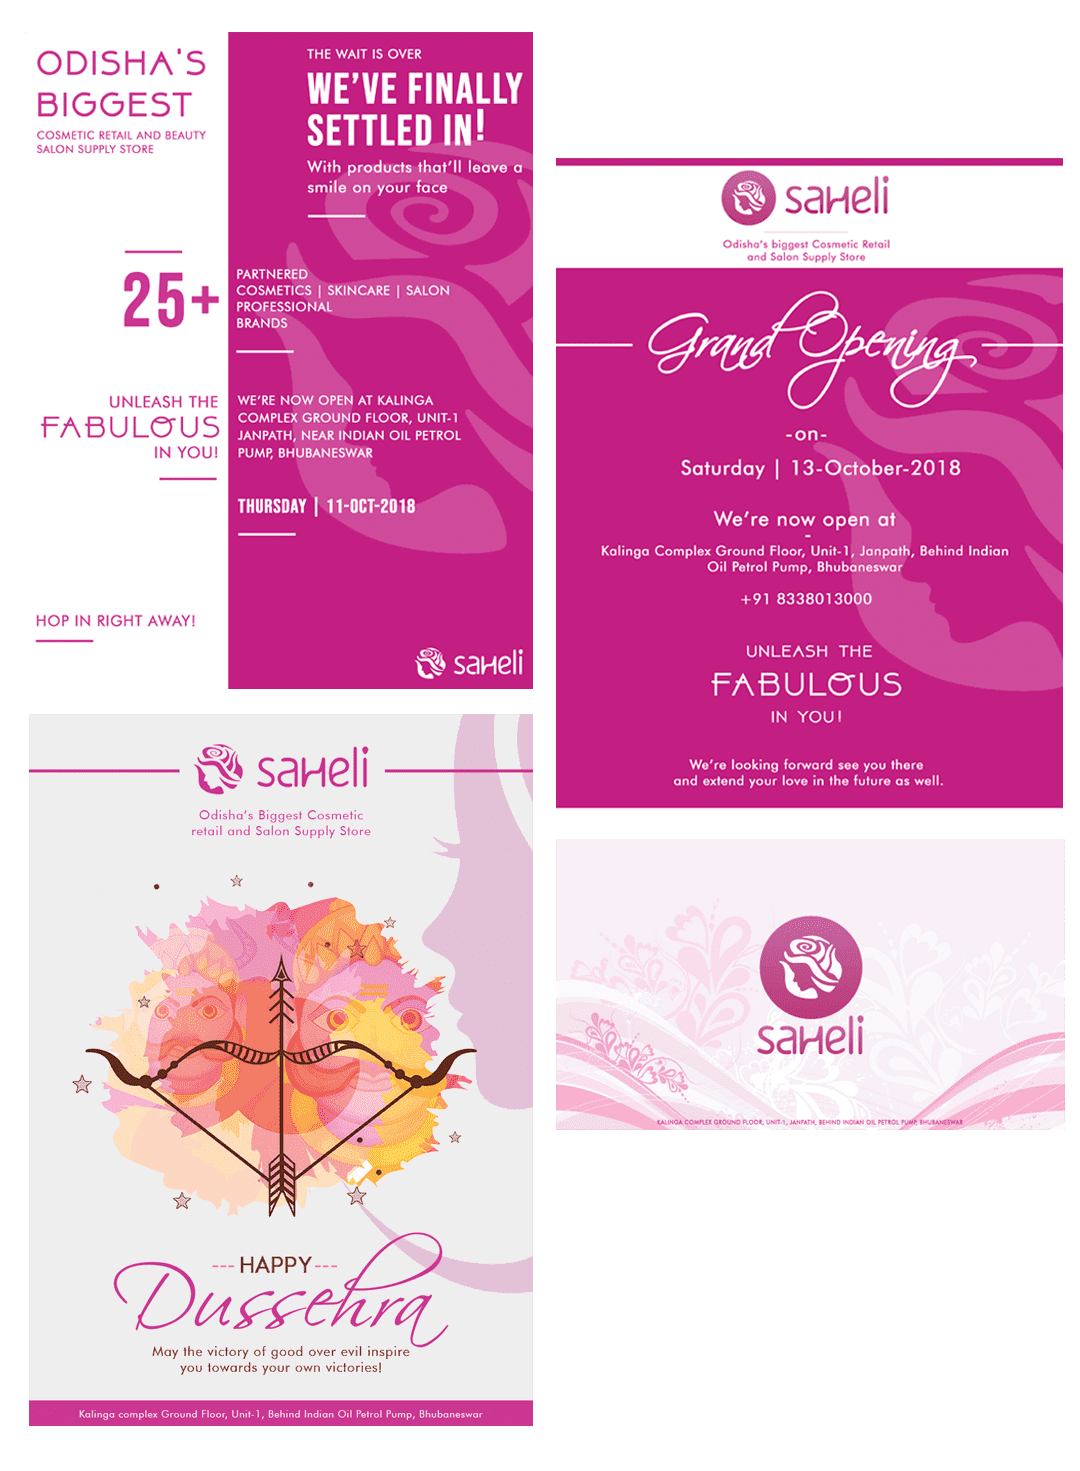 ODISHA'S
BIGGEST
COSMETIC RETAIL AND BEAUTY
SALON SUPPLY STORE
THE WAIT IS OVER
WE'VE FINALLY
SETTLED IN!
With products that'll leave a
smile on your face
25+
PARTNERED
COSMETICS | SKINCARE | SALON
PROFESSIONAL
BRANDS
UNLEASH THE
FABULOUS
IN YOU!
WE'RE NOW OPEN AT KALINGA
COMPLEX GROUND FLOOR, UNIT-1
JANPATH, NEAR INDIAN OIL PETROL
PUMP, BHUBANESWAR
THURSDAY | 11-OCT-2018
HOP IN RIGHT AWAY!
saheli
saheli
Odisha's biggest Cosmetic Retail
and Salon Supply Store
Grand Opening
-on-
Saturday | 13-October-2018
We're now open at
-
Kalinga Complex Ground Floor, Unit-1, Janpath, Behind Indian
Oil Petrol Pump, Bhubaneswar
+91 8338013000
UNLEASH THE
FABULOUS
IN YOU!
We're looking forward see you there
and extend your love in the future as well.
saheli
Odisha's Biggest Cosmetic
retail and Salon Supply Store
--- HAPPY ---
Dussehra
May the victory of good over evil inspire
you towards your own victories!
Kalinga complex Ground Floor, Unit-1, Behind Indian Oil Petrol Pump, Bhubaneswar
saheli
KALINGA COMPLEX GROUND FLOOR, UNIT-1, JANPATH, BEHIND INDIAN OIL PETROL PUMP, BHUBANESWAR